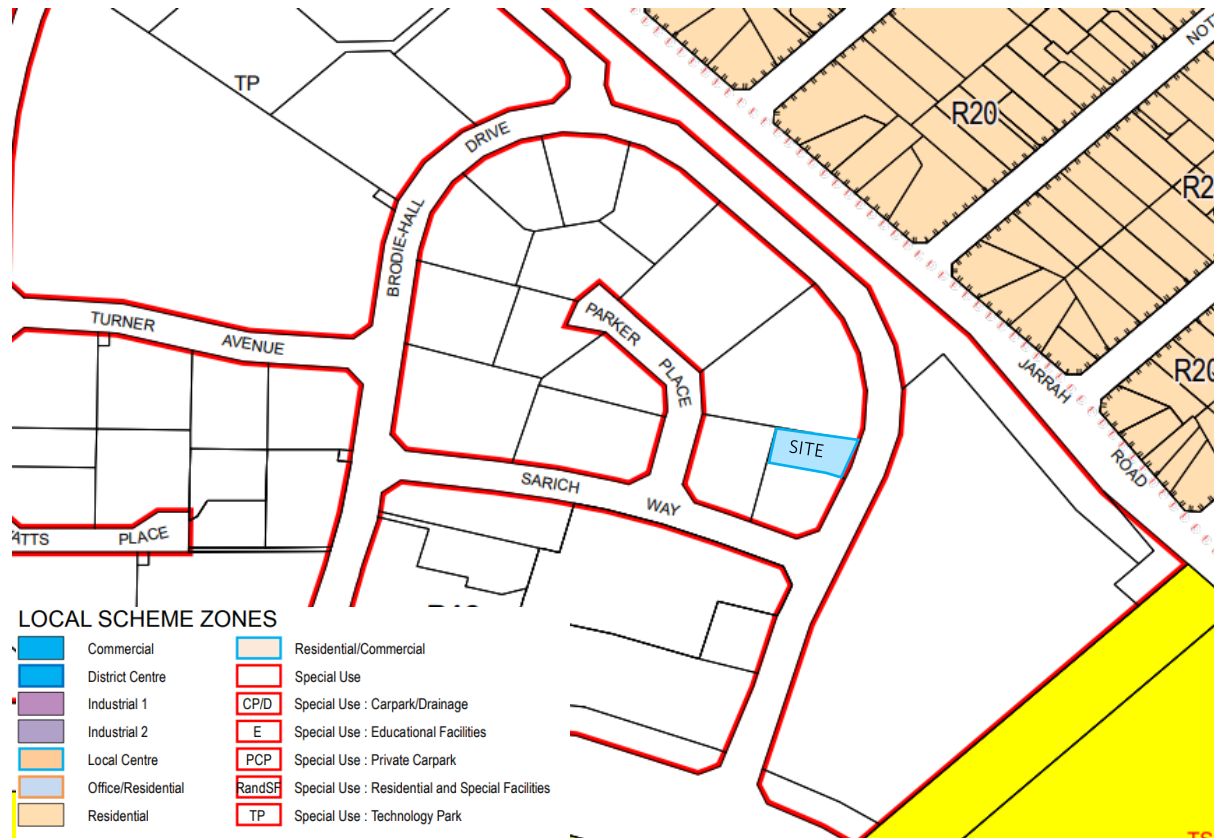 TP
DRIVE
BRODIE-HALL
R20
TURNER
AVENUE
PARKER
PLACE
JARRAH
ROAD
SITE
SARICH
WAY
PLACE
LOCAL SCHEME ZONES
Commercial
District Centre
Industrial 1
Industrial 2
Local Centre
Office/Residential
Residential
Residential/Commercial
Special Use
CP/D Special Use : Carpark/Drainage
E Special Use : Educational Facilities
PCP Special Use : Private Carpark
RandSF Special Use : Residential and Special Facilities
TP Special Use : Technology Park